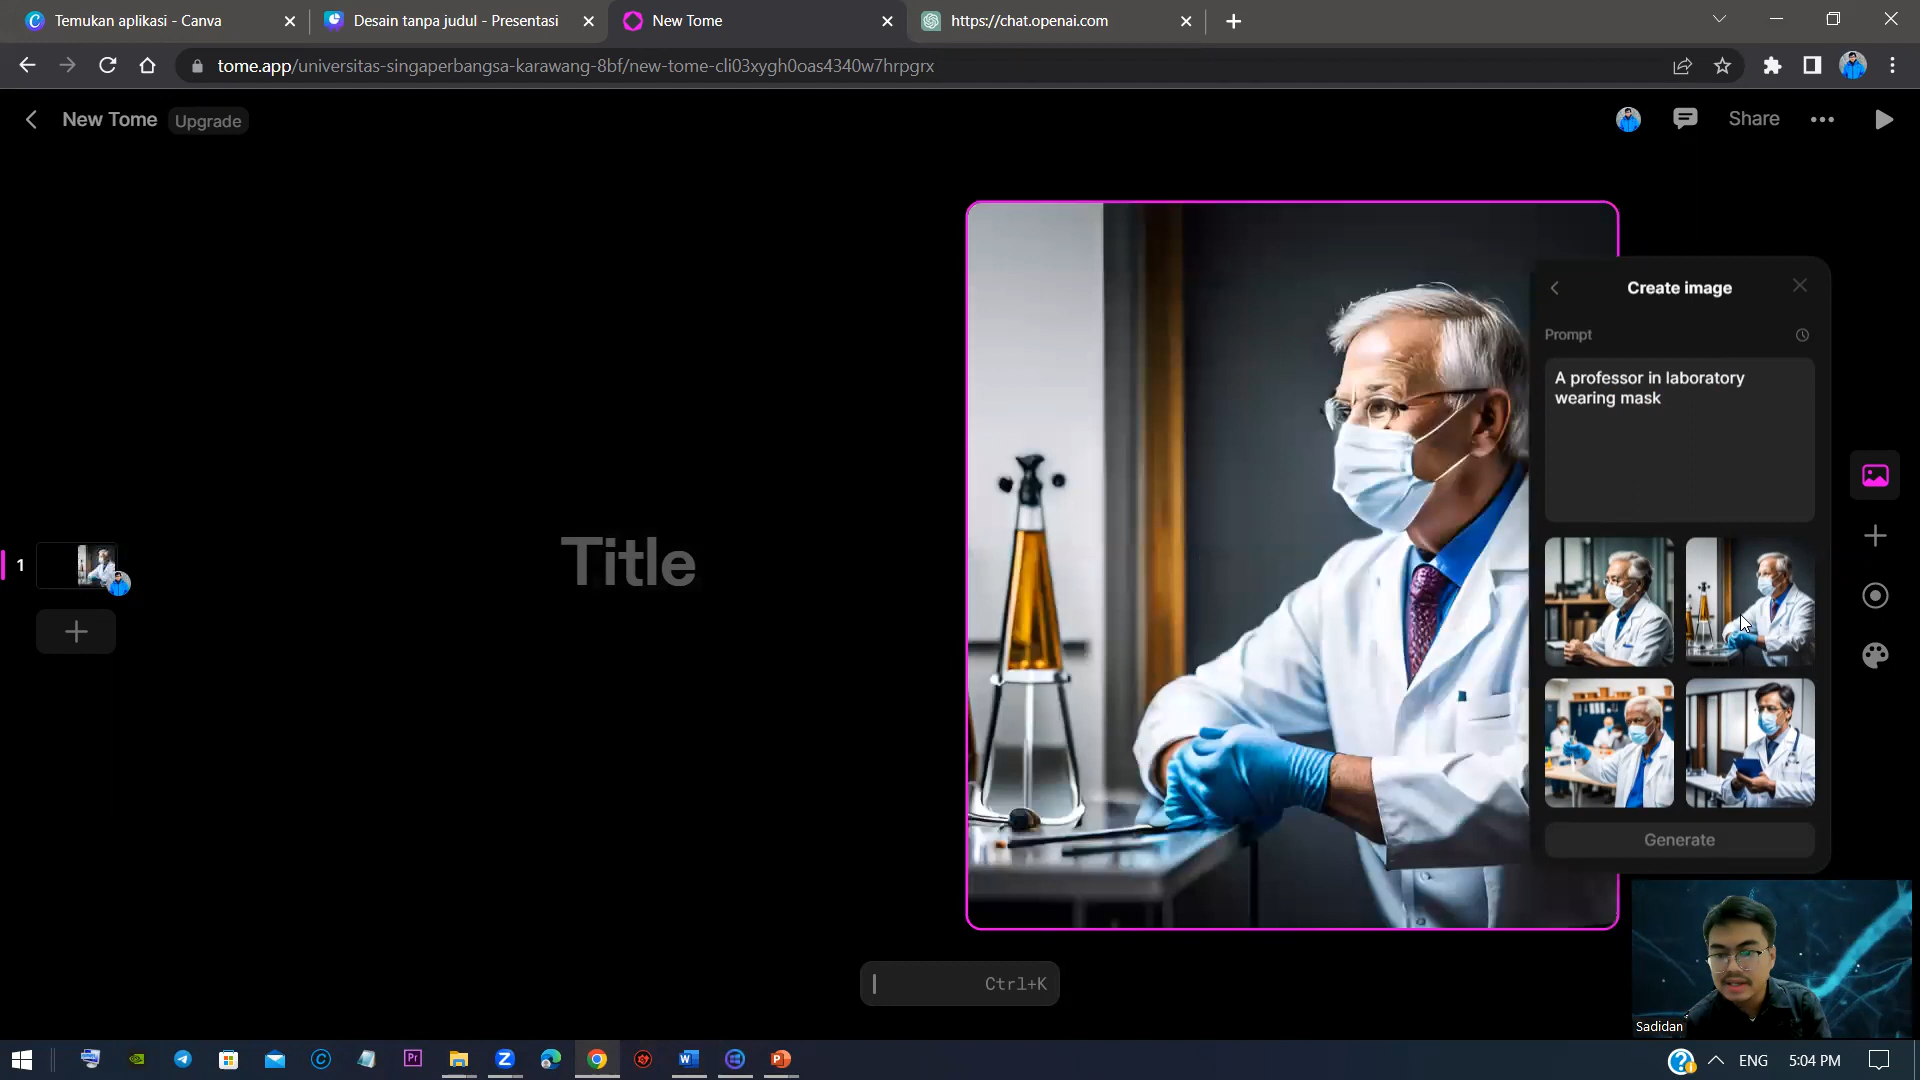 Temukan aplikasi - Canva
Desain tanpa judul - Presentasi
New Tome
https://chat.openai.com
tome.app/universitas-singaperbangsa-karawang-8bf/new-tome-cli03xygh0oas4340w7hrpgrx
New Tome
Upgrade
Share
Create image
Prompt
A professor in laboratory
wearing mask
1
Title
Generate
Ctrl+K
Sadidan
ENG
5:04 PM